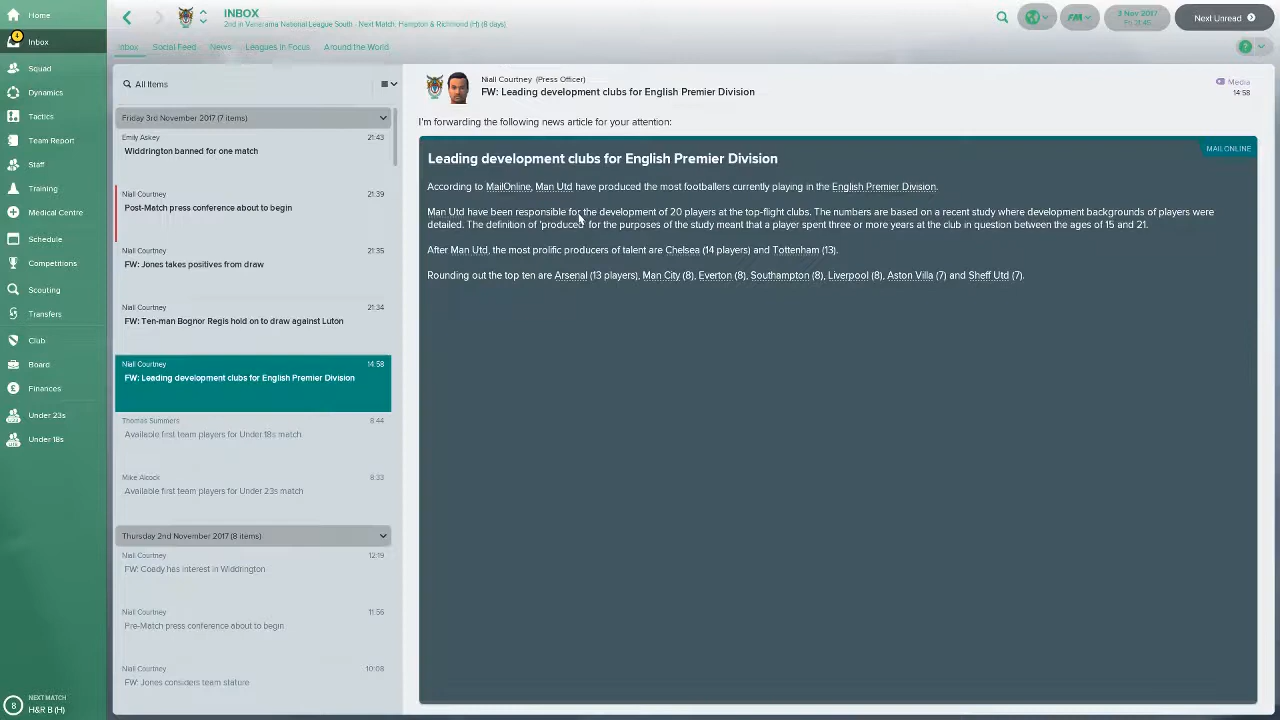 Home
4
Inbox
Squad
Dynamics
Tactics
Team Report
Staff
Training
Medical Centre
Schedule
Competitions
Scouting
Transfers
Club
Board
Finances
Under 23s
Under 18s
8
NEXT MATCH
H&R B (H)
INBOX
2nd in Vanarama National League South - Next Match: Hampton & Richmond (H) (8 days)
FM
3 Nov 2017
Fri 21:45
Next Unread
Inbox
Social Feed
News
Leagues In Focus
Around the World
?
All Items
Friday 3rd November 2017 (7 items)
Emily Askey 21:43
Widdrington banned for one match
Niall Courtney 21:39
Post-Match press conference about to begin
Niall Courtney 21:35
FW: Jones takes positives from draw
Niall Courtney 21:34
FW: Ten-man Bognor Regis hold on to draw against Luton
Niall Courtney 14:58
FW: Leading development clubs for English Premier Division
Thomas Summers 8:44
Available first team players for Under 18s match
Mike Alcock 8:33
Available first team players for Under 23s match
Thursday 2nd November 2017 (8 items)
Niall Courtney 12:19
FW: Coady has interest in Widdrington
Niall Courtney 11:56
Pre-Match press conference about to begin
Niall Courtney 10:08
FW: Jones considers team stature
Niall Courtney (Press Officer)
FW: Leading development clubs for English Premier Division
Media
14:58
I'm forwarding the following news article for your attention:
MAILONLINE
Leading development clubs for English Premier Division
According to MailOnline, Man Utd have produced the most footballers currently playing in the English Premier Division.
Man Utd have been responsible for the development of 20 players at the top-flight clubs. The numbers are based on a recent study where development backgrounds of players were
detailed. The definition of 'produced' for the purposes of the study meant that a player spent three or more years at the club in question between the ages of 15 and 21.
After Man Utd, the most prolific producers of talent are Chelsea (14 players) and Tottenham (13).
Rounding out the top ten are Arsenal (13 players), Man City (8), Everton (8), Southampton (8), Liverpool (8), Aston Villa (7) and Sheff Utd (7).